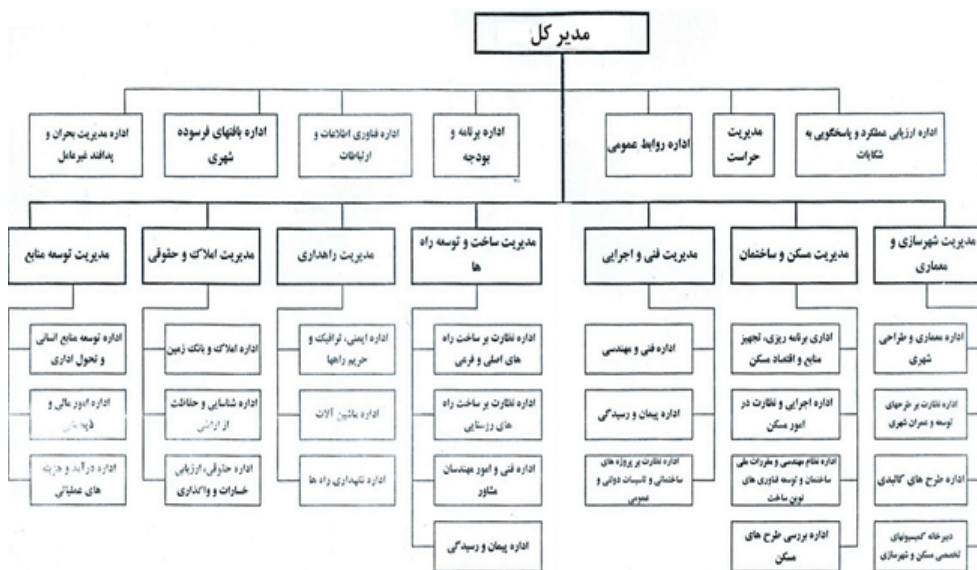 مدیر کل
اداره ارزیابی عملکرد و پاسخگویی به
شکایات
مدیریت
حراست
اداره روابط عمومی
اداره برنامه و
بودجه
اداره فناوری اطلاعات و
ارتباطات
اداره بافتهای فرسوده
شهری
اداره مدیریت بحران و
پدافند غیرعامل
مدیریت شهرسازی و
معماری
مدیریت مسکن و ساختمان
مدیریت فنی و اجرایی
مدیریت ساخت و توسعه راه
ها
مدیریت راهداری
مدیریت املاک و حقوقی
مدیریت توسعه منابع
اداره معماری و طراحی
شهری
اداره نظارت بر طرحهای
توسعه و عمران شهری
اداره طرح های کالبدی
دبیرخانه کمیسیونهای
تخصصی مسکن و شهرسازی
اداری برنامه ریزی، تجهیز
منابع و اقتصاد مسکن
اداره اجرایی و نظارت در
امور مسکن
اداره نظام مهندسی و مقررات ملی
ساختمان و توسعه فناوری های
نوین ساخت
اداره بررسی طرح های
مسکن
اداره فنی و مهندسی
اداره پیمان و رسیدگی
اداره نظارت بر پروژه های
ساختمانی و تاسیسات دولتی و
عمومی
اداره نظارت بر ساخت راه
های اصلی و فرعی
اداره نظارت بر ساخت راه
های روستایی
اداره فنی و امور مهندسان
مشاور
اداره پیمان و رسیدگی
اداره ایمنی، ترافیک و
حریم راهها
اداره ماشین آلات
اداره نگهداری راه ها
اداره املاک و بانک زمین
اداره شناسایی و حفاظت
از اراضی
اداره حقوقی، ارزیابی
خسارات و واگذاری
اداره توسعه منابع انسانی
و تحول اداری
اداره امور مالی و
ذیحسابی
اداره درآمد و هزینه
های عملیاتی